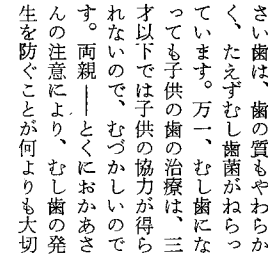 さい歯は、歯の質もやわらか
く、たえずむし歯菌がねらっ
ています。万一、むし歯にな
っても子供の歯の治療は、三
才以下では子供の協力が得ら
れないので、むづかしいので
す。両親――とくにおかあさ
んの注意により、むし歯の発
生を防ぐことが何よりも大切